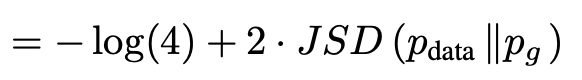 = − log(4) + 2 · JSD (p_data ‖p_g )